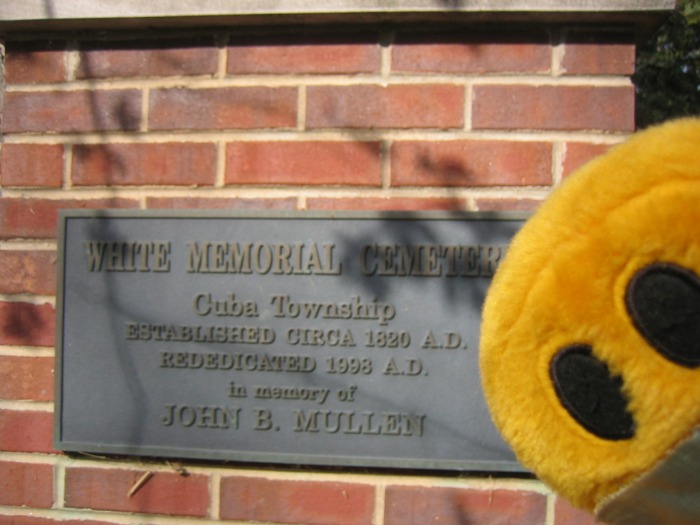 WHITE MEMORIAL CEMETER
Cuba Township
ESTABLISHED CIRCA 1820 A.D.
REDEDICATED 1998 A.D.
in memory of
JOHN B. MULLEN